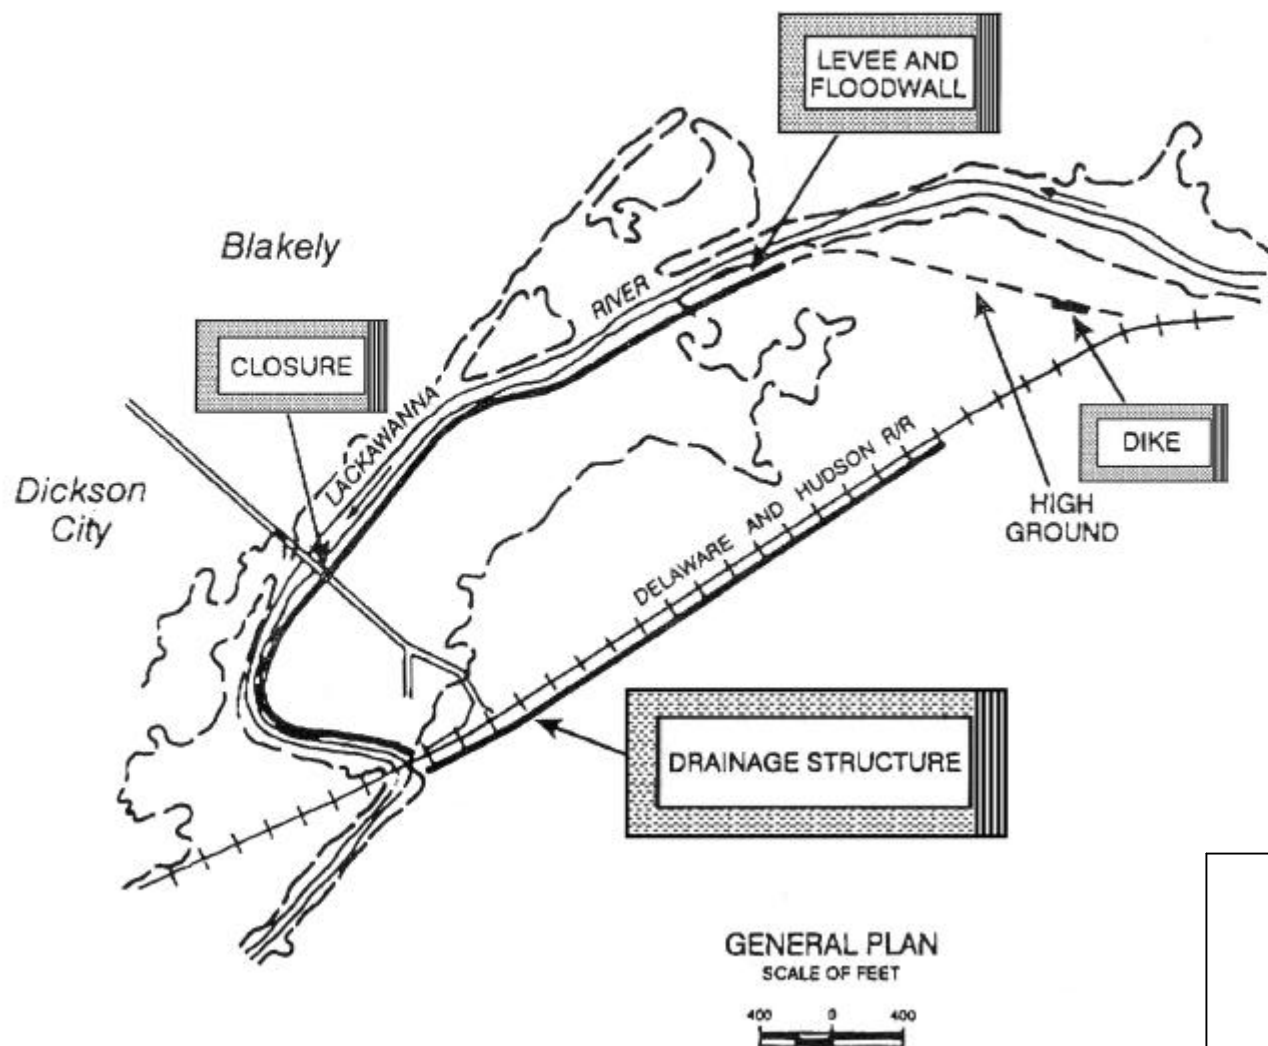 LEVEE AND
FLOODWALL
Blakely
RIVER
CLOSURE
LACKAWANNA
Dickson
City
DELAWARE AND HUDSON R/R
DIKE
HIGH
GROUND
DRAINAGE STRUCTURE
GENERAL PLAN
SCALE OF FEET
400 0 400